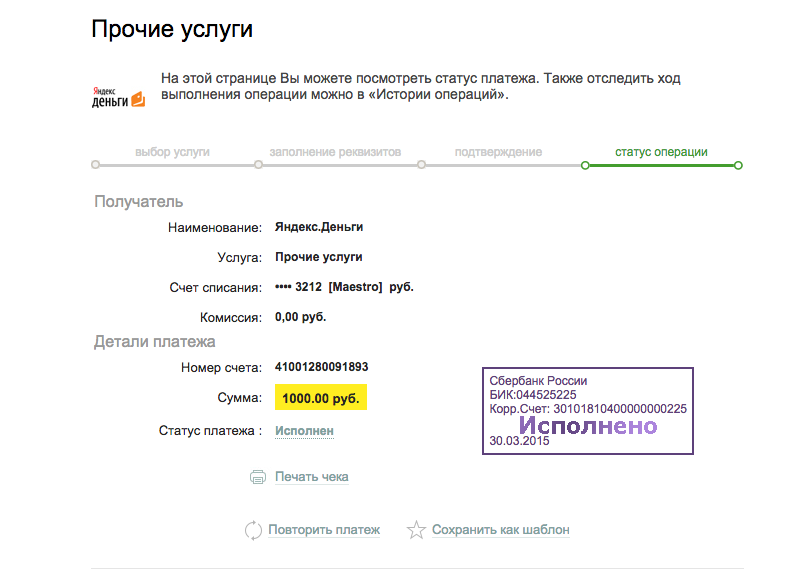 Прочие услуги
На этой странице Вы можете посмотреть статус платежа. Также отследить ход
выполнения операции можно в «Истории операций».
Яндекс
деньги
выбор услуги заполнение реквизитов подтверждение статус операции
Получатель
Наименование: Яндекс.Деньги
Услуга: Прочие услуги
Счет списания: •••• 3212 [Maestro] руб.
Комиссия: 0,00 руб.
Детали платежа
Номер счета: 41001280091893
Сумма: 1000.00 руб.
Статус платежа : Исполнен
Сбербанк России
БИК:044525225
Корр.Счет: 30101810400000000225
Исполнено
30.03.2015
Печать чека
Повторить платеж Сохранить как шаблон